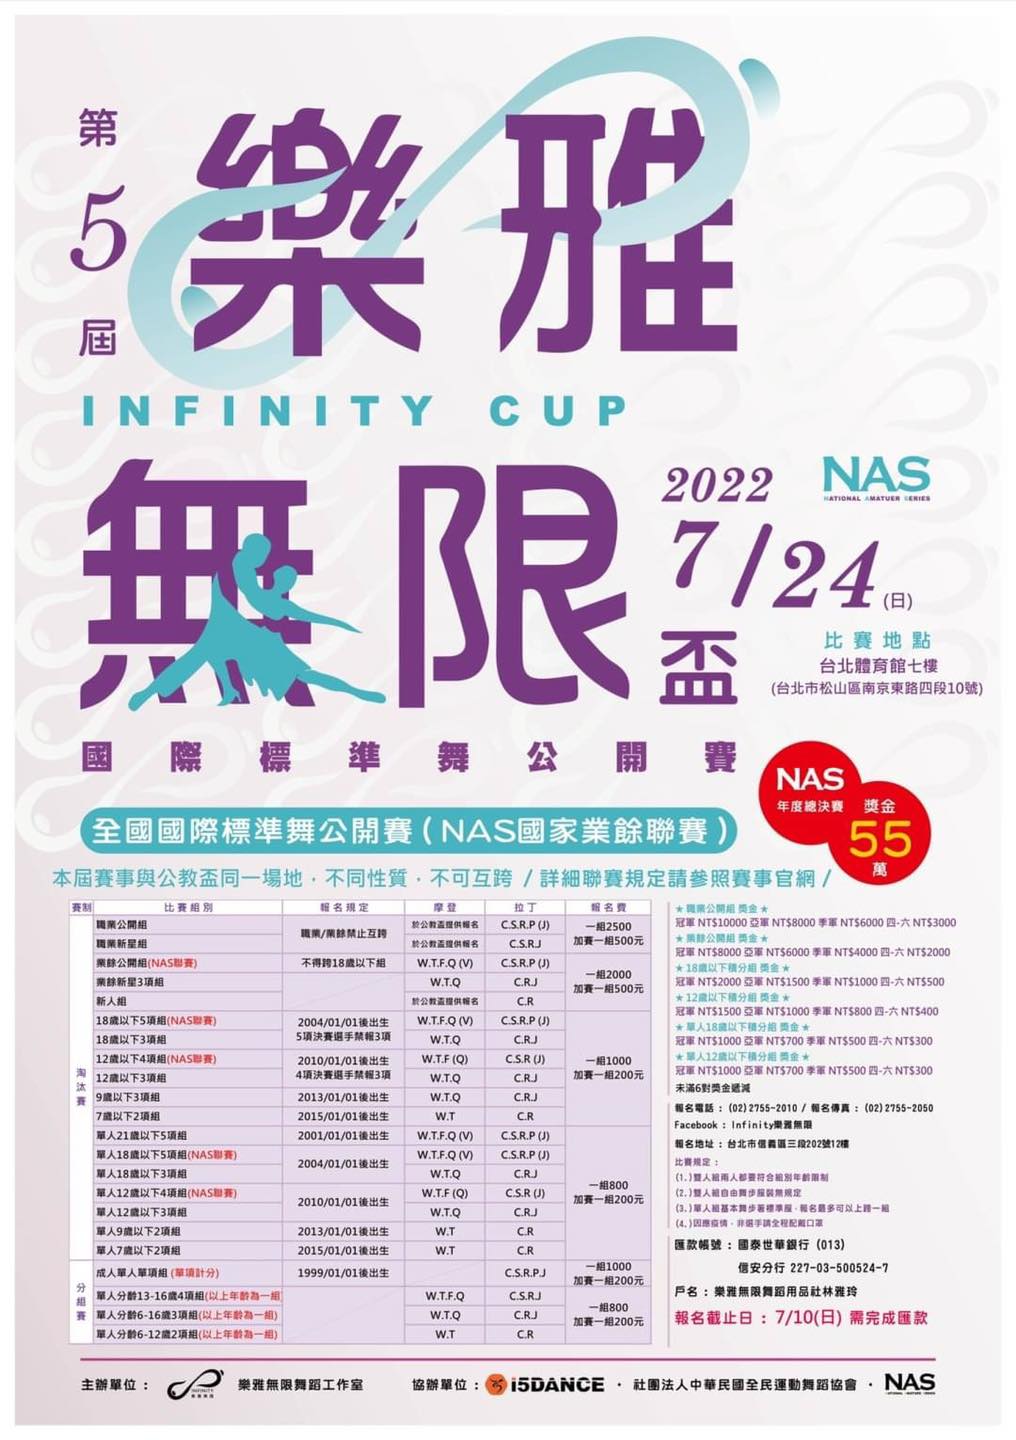 第5屆
樂雅
INFINITY CUP
無限
盃
2022
7/24(日)
NAS
NATIONAL AMATUER SERIES
比賽地點
台北體育館七樓
(台北市松山區南京東路四段10號)
國際標準舞公開賽
NAS
年度總決賽
獎金
55
萬
全國國際標準舞公開賽(NAS國家業餘聯賽)
本屆賽事與公教盃同一場地，不同性質，不可互跨 / 詳細聯賽規定請參照賽事官網 /
賽制 比賽組別 報名規定 摩登 拉丁 報名費
淘汰賽
職業公開組 職業/業餘禁止互跨 於公教盃提供報名 C.S.R.P (J) 一組2500 加賽一組500元
職業新星組 於公教盃提供報名 C.S.R.J
業餘公開組(NAS聯賽) 不得跨18歲以下組 W.T.F.Q (V) C.S.R.P (J) 一組2000 加賽一組500元
業餘新星3項組 W.T.Q C.R.J
新人組 於公教盃提供報名 C.R
18歲以下5項組(NAS聯賽) 2004/01/01後出生 5項決賽選手禁報3項 W.T.F.Q (V) C.S.R.P (J) 一組1000 加賽一組200元
18歲以下3項組 W.T.Q C.R.J
12歲以下4項組(NAS聯賽) 2010/01/01後出生 4項決賽選手禁報3項 W.T.F (Q) C.S.R (J)
12歲以下3項組 W.T.Q C.R.J
9歲以下3項組 2013/01/01後出生 W.T.Q C.R.J
7歲以下2項組 2015/01/01後出生 W.T C.R
單人21歲以下5項組 2001/01/01後出生 W.T.F.Q (V) C.S.R.P (J) 一組800 加賽一組200元
單人18歲以下5項組(NAS聯賽) 2004/01/01後出生 W.T.F.Q (V) C.S.R.P (J)
單人18歲以下3項組 W.T.Q C.R.J
單人12歲以下4項組(NAS聯賽) 2010/01/01後出生 W.T.F (Q) C.S.R (J)
單人12歲以下3項組 W.T.Q C.R.J
單人9歲以下2項組 2013/01/01後出生 W.T C.R
單人7歲以下2項組 2015/01/01後出生 W.T C.R
分組賽
成人單人單項組 (單項計分) 1999/01/01後出生 C.S.R.P.J 一組1000 加賽一組200元
單人分齡13-16歲4項組(以上年齡為一組) W.T.F.Q C.S.R.J 一組800 加賽一組200元
單人分齡6-16歲3項組(以上年齡為一組) W.T.Q C.R.J
單人分齡6-12歲2項組(以上年齡為一組) W.T C.R
★職業公開組 獎金★
冠軍 NT$10000 亞軍 NT$8000 季軍 NT$6000 四-六 NT$3000
★業餘公開組 獎金★
冠軍 NT$8000 亞軍 NT$6000 季軍 NT$4000 四-六 NT$2000
★18歲以下積分組 獎金★
冠軍 NT$2000 亞軍 NT$1500 季軍 NT$1000 四-六 NT$500
★12歲以下積分組 獎金★
冠軍 NT$1500 亞軍 NT$1000 季軍 NT$800 四-六 NT$400
★單人18歲以下積分組 獎金★
冠軍 NT$1000 亞軍 NT$700 季軍 NT$500 四-六 NT$300
★單人12歲以下積分組 獎金★
冠軍 NT$1000 亞軍 NT$700 季軍 NT$500 四-六 NT$300
未滿6對獎金遞減
報名電話：(02)2755-2010 / 報名傳真：(02)2755-2050
Facebook：Infinity樂雅無限
報名地址：台北市信義區三段202號12樓
比賽規定：
(1.)雙人組兩人都要符合組別年齡限制
(2.)雙人組自由舞步服裝無規定
(3.)單人組基本舞步著標準服，報名最多可以上跨一組
(4.)因應疫情，非選手請全程配戴口罩
匯款帳號：國泰世華銀行 (013)
信安分行 227-03-500524-7
戶名：樂雅無限舞蹈用品社林雅玲
報名截止日：7/10(日) 需完成匯款
主辦單位：INFINITY 樂雅無限 樂雅無限舞蹈工作室
協辦單位：i5DANCE・社團法人中華民國全民運動舞蹈協會・NAS